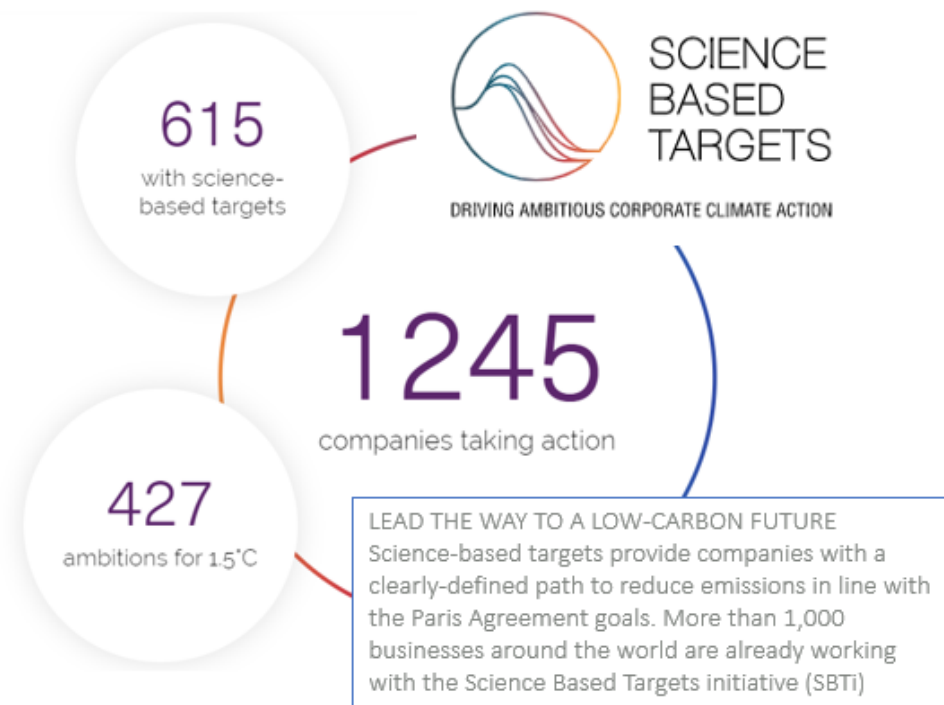 615
with science-
based targets
SCIENCE
BASED
TARGETS
DRIVING AMBITIOUS CORPORATE CLIMATE ACTION
1245
companies taking action
427
ambitions for 1.5°C
LEAD THE WAY TO A LOW-CARBON FUTURE
Science-based targets provide companies with a
clearly-defined path to reduce emissions in line with
the Paris Agreement goals. More than 1,000
businesses around the world are already working
with the Science Based Targets initiative (SBTi)